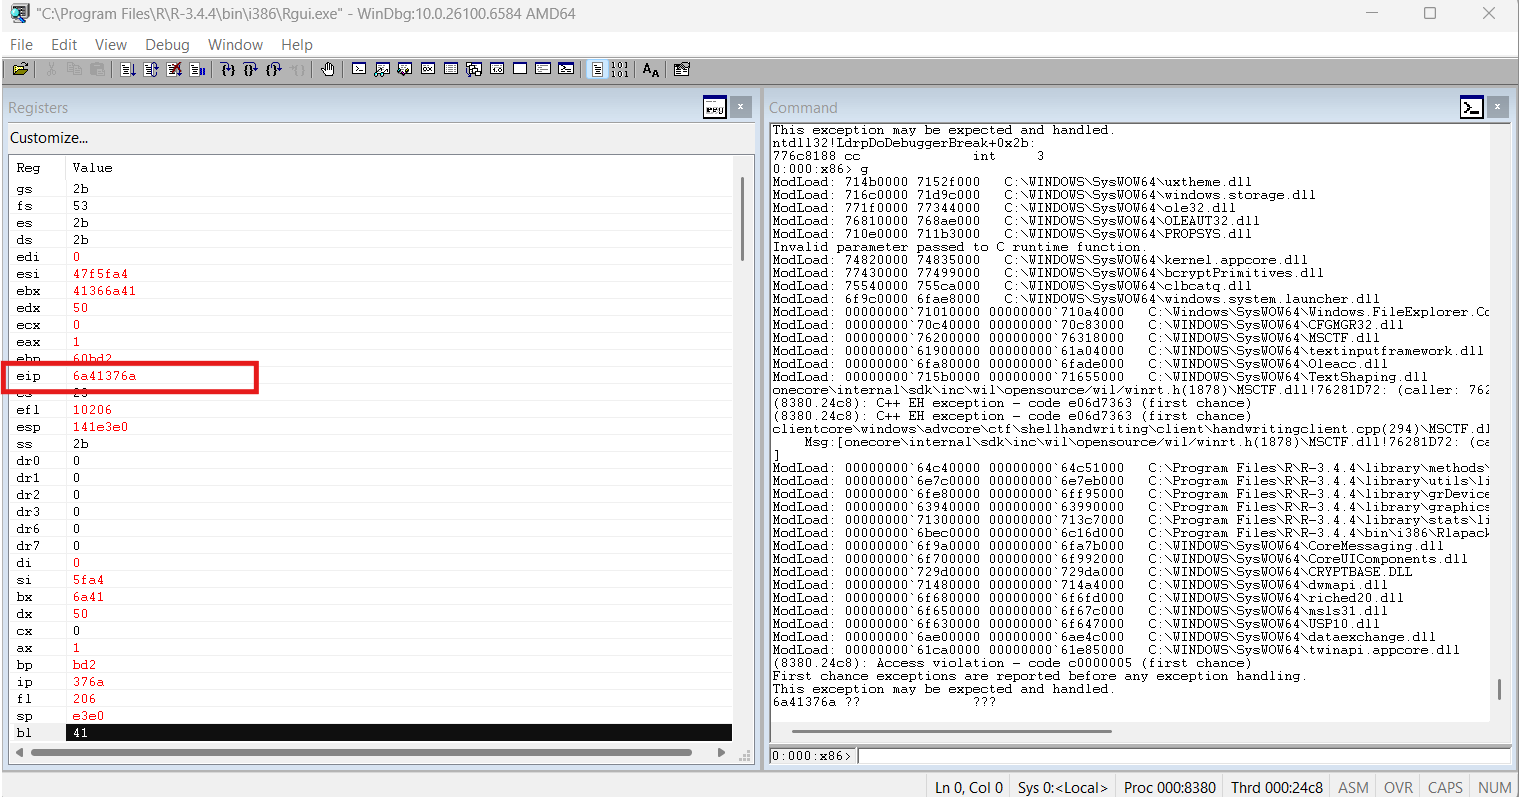 "C:\Program Files\R\R-3.4.4\bin\i386\Rgui.exe" - WinDbg:10.0.26100.6584 AMD64
File Edit View Debug Window Help
Registers
Customize...
Reg Value
gs 2b
fs 53
es 2b
ds 2b
edi 0
esi 47f5fa4
ebx 41366a41
edx 50
ecx 0
eax 1
ebp 60bd2
eip 6a41376a
cs 23
efl 10206
esp 141e3e0
ss 2b
dr0 0
dr1 0
dr2 0
dr3 0
dr6 0
dr7 0
di 0
si 5fa4
bx 6a41
dx 50
cx 0
ax 1
bp bd2
ip 376a
fl 206
sp e3e0
bl 41
Command
This exception may be expected and handled.
ntdll32!LdrpDoDebuggerBreak+0x2b:
776c8188 cc int 3
0:000:x86> g
ModLoad: 714b0000 7152f000 C:\WINDOWS\SysWOW64\uxtheme.dll
ModLoad: 716c0000 71d9c000 C:\WINDOWS\SysWOW64\windows.storage.dll
ModLoad: 771f0000 77344000 C:\WINDOWS\SysWOW64\ole32.dll
ModLoad: 76810000 768ae000 C:\WINDOWS\SysWOW64\OLEAUT32.dll
ModLoad: 710e0000 711b3000 C:\WINDOWS\SysWOW64\PROPSYS.dll
Invalid parameter passed to C runtime function.
ModLoad: 74820000 74835000 C:\WINDOWS\SysWOW64\kernel.appcore.dll
ModLoad: 77430000 77499000 C:\WINDOWS\SysWOW64\bcryptPrimitives.dll
ModLoad: 75540000 755ca000 C:\WINDOWS\SysWOW64\clbcatq.dll
ModLoad: 6f9c0000 6fae8000 C:\WINDOWS\SysWOW64\windows.system.launcher.dll
ModLoad: 00000000`71010000 00000000`710a4000 C:\Windows\SysWOW64\Windows.FileExplorer.Co
ModLoad: 00000000`70c40000 00000000`70c83000 C:\WINDOWS\SysWOW64\CFGMGR32.dll
ModLoad: 00000000`76200000 00000000`76318000 C:\WINDOWS\SysWOW64\MSCTF.dll
ModLoad: 00000000`61900000 00000000`61a04000 C:\WINDOWS\SysWOW64\textinputframework.dll
ModLoad: 00000000`6fa80000 00000000`6fade000 C:\WINDOWS\SysWOW64\Oleacc.dll
ModLoad: 00000000`715b0000 00000000`71655000 C:\WINDOWS\SysWOW64\TextShaping.dll
onecore\internal\sdk\inc\wil\opensource/wil/winrt.h(1878)\MSCTF.dll!76281D72: (caller: 762
(8380.24c8): C++ EH exception - code e06d7363 (first chance)
(8380.24c8): C++ EH exception - code e06d7363 (first chance)
clientcore\windows\advcore\ctf\shellhandwriting\client\handwritingclient.cpp(294)\MSCTF.dl
Msg:[onecore\internal\sdk\inc\wil\opensource/wil/winrt.h(1878)\MSCTF.dll!76281D72: (ca
]
ModLoad: 00000000`64c40000 00000000`64c51000 C:\Program Files\R\R-3.4.4\library\methods\
ModLoad: 00000000`6e7c0000 00000000`6e7eb000 C:\Program Files\R\R-3.4.4\library\utils\li
ModLoad: 00000000`6fe80000 00000000`6ff95000 C:\Program Files\R\R-3.4.4\library\grDevice
ModLoad: 00000000`63940000 00000000`63990000 C:\Program Files\R\R-3.4.4\library\graphics
ModLoad: 00000000`71300000 00000000`713c7000 C:\Program Files\R\R-3.4.4\library\stats\li
ModLoad: 00000000`6bec0000 00000000`6c16d000 C:\Program Files\R\R-3.4.4\bin\i386\Rlapack
ModLoad: 00000000`6f9a0000 00000000`6fa7b000 C:\WINDOWS\SysWOW64\CoreMessaging.dll
ModLoad: 00000000`6f700000 00000000`6f992000 C:\WINDOWS\SysWOW64\CoreUIComponents.dll
ModLoad: 00000000`729d0000 00000000`729da000 C:\WINDOWS\SysWOW64\CRYPTBASE.DLL
ModLoad: 00000000`71480000 00000000`714a4000 C:\WINDOWS\SysWOW64\dwmapi.dll
ModLoad: 00000000`6f680000 00000000`6f6fd000 C:\WINDOWS\SysWOW64\riched20.dll
ModLoad: 00000000`6f650000 00000000`6f67c000 C:\WINDOWS\SysWOW64\msls31.dll
ModLoad: 00000000`6f630000 00000000`6f647000 C:\WINDOWS\SysWOW64\USP10.dll
ModLoad: 00000000`6ae00000 00000000`6ae4c000 C:\WINDOWS\SysWOW64\dataexchange.dll
ModLoad: 00000000`61ca0000 00000000`61e85000 C:\WINDOWS\SysWOW64\twinapi.appcore.dll
(8380.24c8): Access violation - code c0000005 (first chance)
First chance exceptions are reported before any exception handling.
This exception may be expected and handled.
6a41376a ?? ???
0:000:x86>
Ln 0, Col 0 Sys 0:<Local> Proc 000:8380 Thrd 000:24c8 ASM OVR CAPS NUM